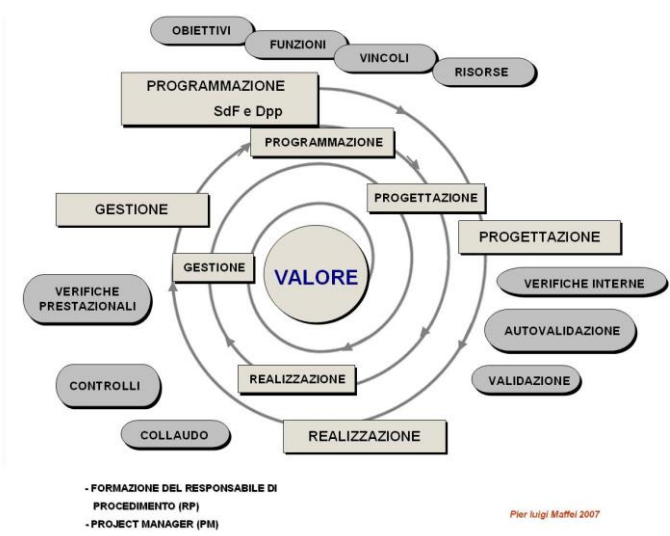 OBIETTIVI
FUNZIONI
VINCOLI
RISORSE
PROGRAMMAZIONE
SdF e Dpp
PROGRAMMAZIONE
PROGETTAZIONE
GESTIONE
PROGETTAZIONE
GESTIONE
VALORE
VERIFICHE INTERNE
VERIFICHE
PRESTAZIONALI
AUTOVALIDAZIONE
REALIZZAZIONE
VALIDAZIONE
CONTROLLI
COLLAUDO
REALIZZAZIONE
- FORMAZIONE DEL RESPONSABILE DI
PROCEDIMENTO (RP)
- PROJECT MANAGER (PM)
Pier luigi Maffei 2007